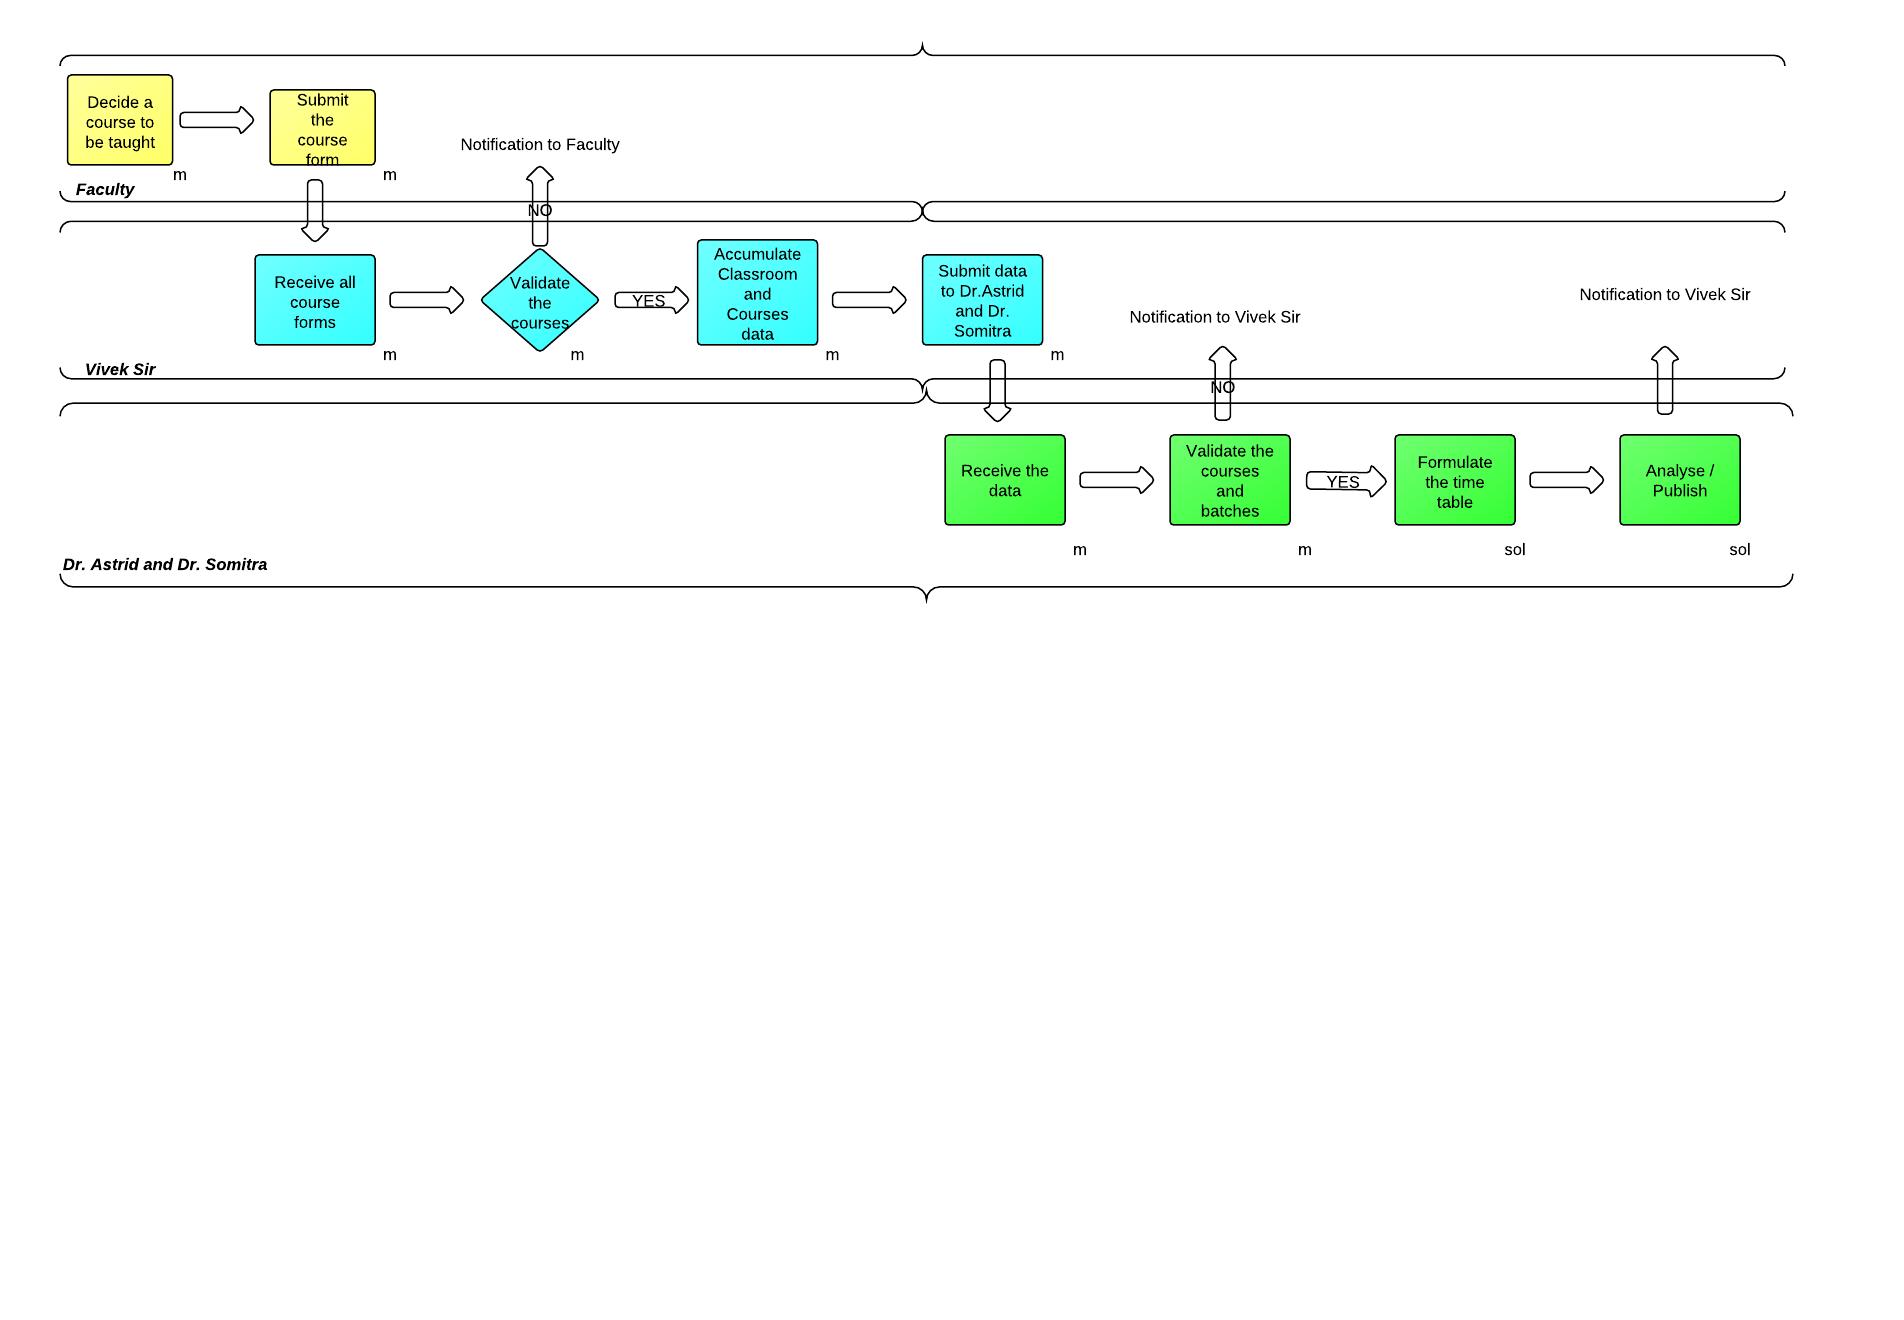 Decide a
course to
be taught
m
Submit
the
course
form
m
Notification to Faculty
Faculty
NO
Receive all
course
forms
m
Validate
the
courses
m
YES
Accumulate
Classroom
and
Courses
data
m
Submit data
to Dr.Astrid
and Dr.
Somitra
m
Notification to Vivek Sir
Notification to Vivek Sir
Vivek Sir
NO
Receive the
data
m
Validate the
courses
and
batches
m
YES
Formulate
the time
table
sol
Analyse /
Publish
sol
Dr. Astrid and Dr. Somitra